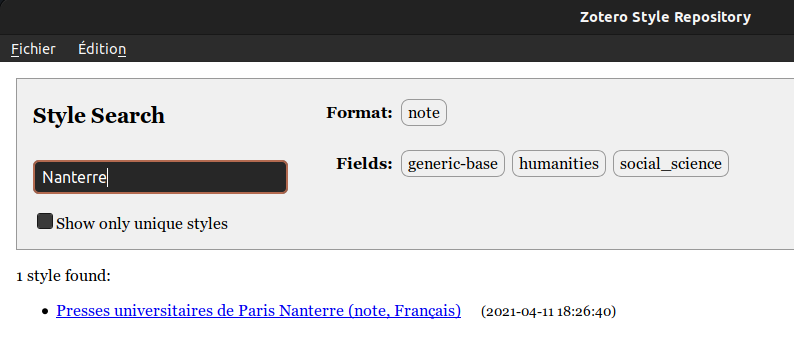 Zotero Style Repository
Fichier Édition
Style Search
Format: note
Fields: generic-base humanities social_science
Nanterre
Show only unique styles
1 style found:
• Presses universitaires de Paris Nanterre (note, Français) (2021-04-11 18:26:40)